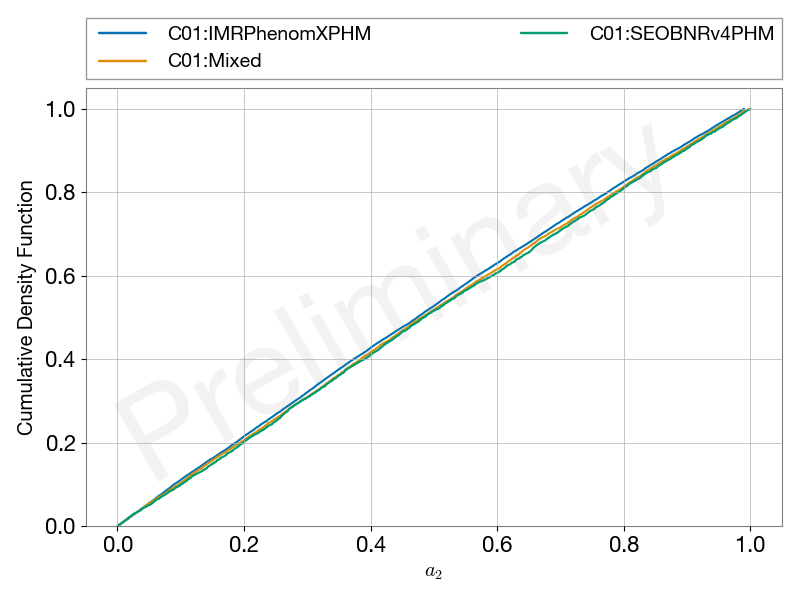 C01:IMRPhenomXPHM
C01:Mixed
C01:SEOBNRv4PHM
Preliminary
Cumulative Density Function
1.0
0.8
0.6
0.4
0.2
0.0
0.0 0.2 0.4 0.6 0.8 1.0
a₂